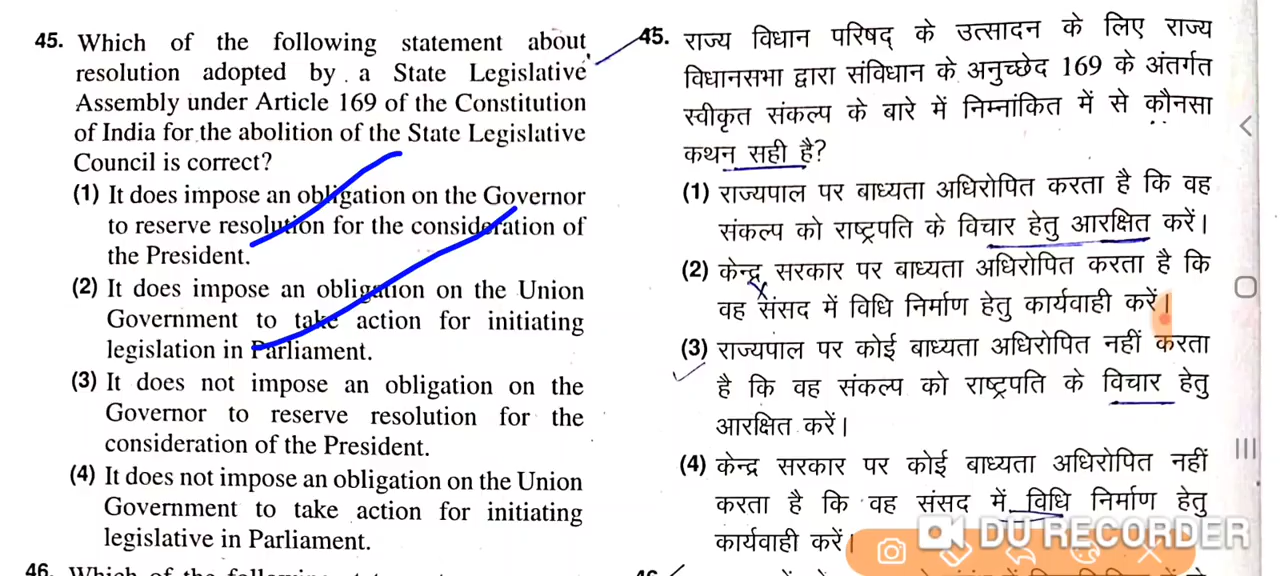 45. Which of the following statement about
resolution adopted by a State Legislative
Assembly under Article 169 of the Constitution
of India for the abolition of the State Legislative
Council is correct?
(1) It does impose an obligation on the Governor
to reserve resolution for the consideration of
the President.
(2) It does impose an obligation on the Union
Government to take action for initiating
legislation in Parliament.
(3) It does not impose an obligation on the
Governor to reserve resolution for the
consideration of the President.
(4) It does not impose an obligation on the Union
Government to take action for initiating
legislative in Parliament.
46. Which of the following statement
45. राज्य विधान परिषद् के उत्सादन के लिए राज्य
विधानसभा द्वारा संविधान के अनुच्छेद 169 के अंतर्गत
स्वीकृत संकल्प के बारे में निम्नांकित में से कौनसा
कथन सही है?
(1) राज्यपाल पर बाध्यता अधिरोपित करता है कि वह
संकल्प को राष्ट्रपति के विचार हेतु आरक्षित करें।
(2) केन्द्र सरकार पर बाध्यता अधिरोपित करता है कि
वह संसद में विधि निर्माण हेतु कार्यवाही करें।
(3) राज्यपाल पर कोई बाध्यता अधिरोपित नहीं करता
है कि वह संकल्प को राष्ट्रपति के विचार हेतु
आरक्षित करें।
(4) केन्द्र सरकार पर कोई बाध्यता अधिरोपित नहीं
करता है कि वह संसद में विधि निर्माण हेतु
कार्यवाही करें।
DU RECORDER
46